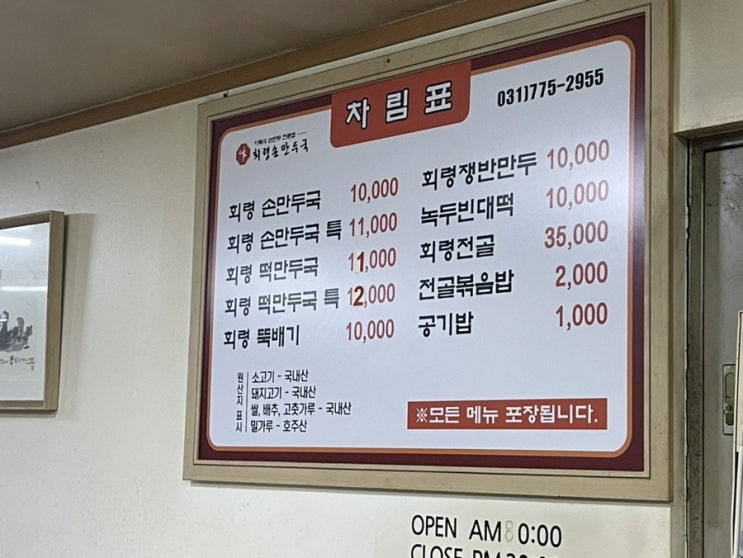 차림표
031)775-2955
회령손만두국
회령 손만두국 10,000
회령 손만두국 특 11,000
회령 떡만두국 11,000
회령 떡만두국 특 12,000
회령 뚝배기 10,000
회령쟁반만두 10,000
녹두빈대떡 10,000
회령전골 35,000
전골볶음밥 2,000
공기밥 1,000
원산지표시
소고기 - 국내산
돼지고기 - 국내산
쌀, 배추, 고춧가루 - 국내산
밀가루 - 호주산
※모든 메뉴 포장됩니다.
OPEN AM 0:00
CLOSE PM